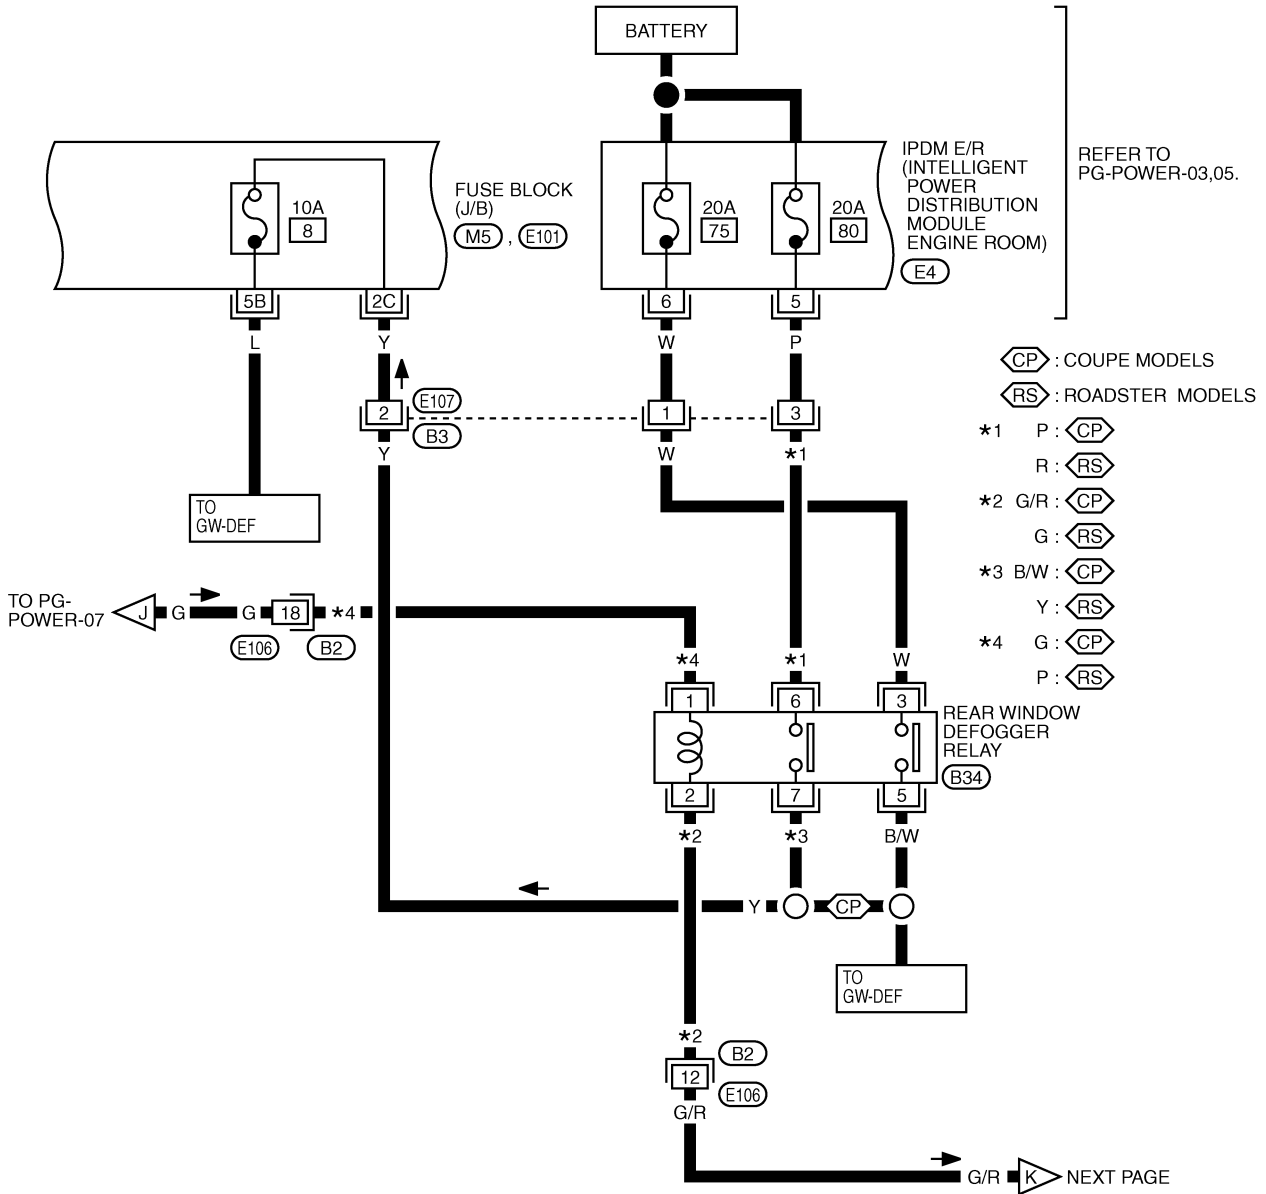 BATTERY
IPDM E/R
(INTELLIGENT
POWER
DISTRIBUTION
MODULE
ENGINE ROOM)
E4
REFER TO
PG-POWER-03,05.
FUSE BLOCK
(J/B)
M5 , E101
10A
8
20A
75
20A
80
5B
2C
6
5
L
Y
W
P
CP : COUPE MODELS
RS : ROADSTER MODELS
2
E107
B3
1
3
Y
W
*1
*1 P : CP
R : RS
*2 G/R : CP
G : RS
*3 B/W : CP
Y : RS
*4 G : CP
P : RS
TO
GW-DEF
TO PG-
POWER-07
J
G
G
18
*4
E106
B2
*4
*1
W
1
6
3
REAR WINDOW
DEFOGGER
RELAY
B34
2
7
5
*2
*3
B/W
Y
CP
TO
GW-DEF
*2
B2
12
E106
G/R
G/R
K
NEXT PAGE